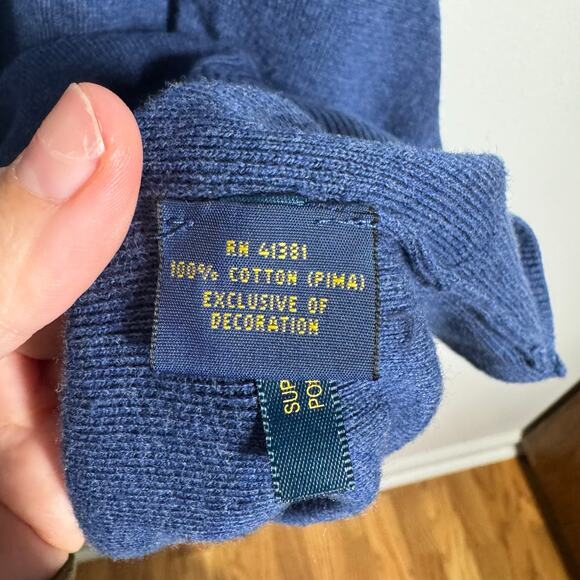 RN 41381
100% COTTON (PIMA)
EXCLUSIVE OF
DECORATION
SUP
PO